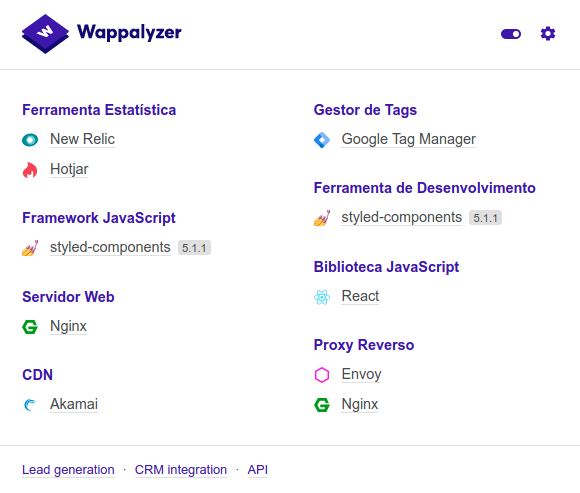 Wappalyzer
Ferramenta Estatística
New Relic
Hotjar
Framework JavaScript
styled-components 5.1.1
Servidor Web
Nginx
CDN
Akamai
Gestor de Tags
Google Tag Manager
Ferramenta de Desenvolvimento
styled-components 5.1.1
Biblioteca JavaScript
React
Proxy Reverso
Envoy
Nginx
Lead generation · CRM integration · API